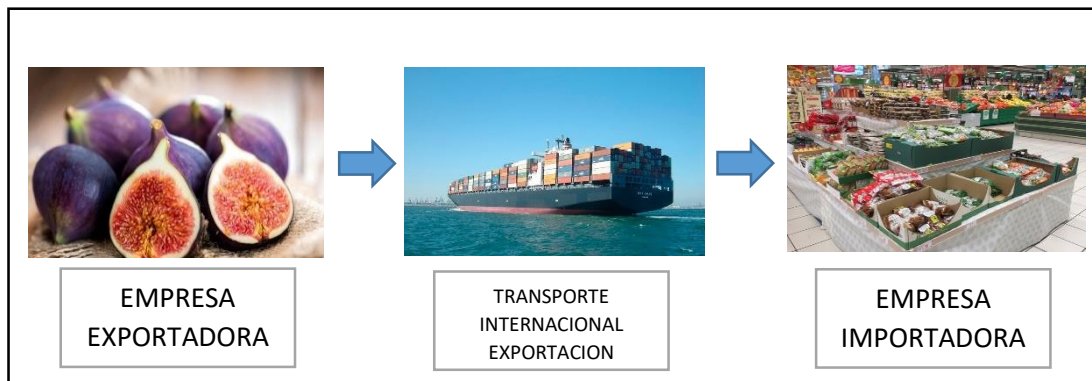 EMPRESA
EXPORTADORA
TRANSPORTE
INTERNACIONAL
EXPORTACION
EMPRESA
IMPORTADORA